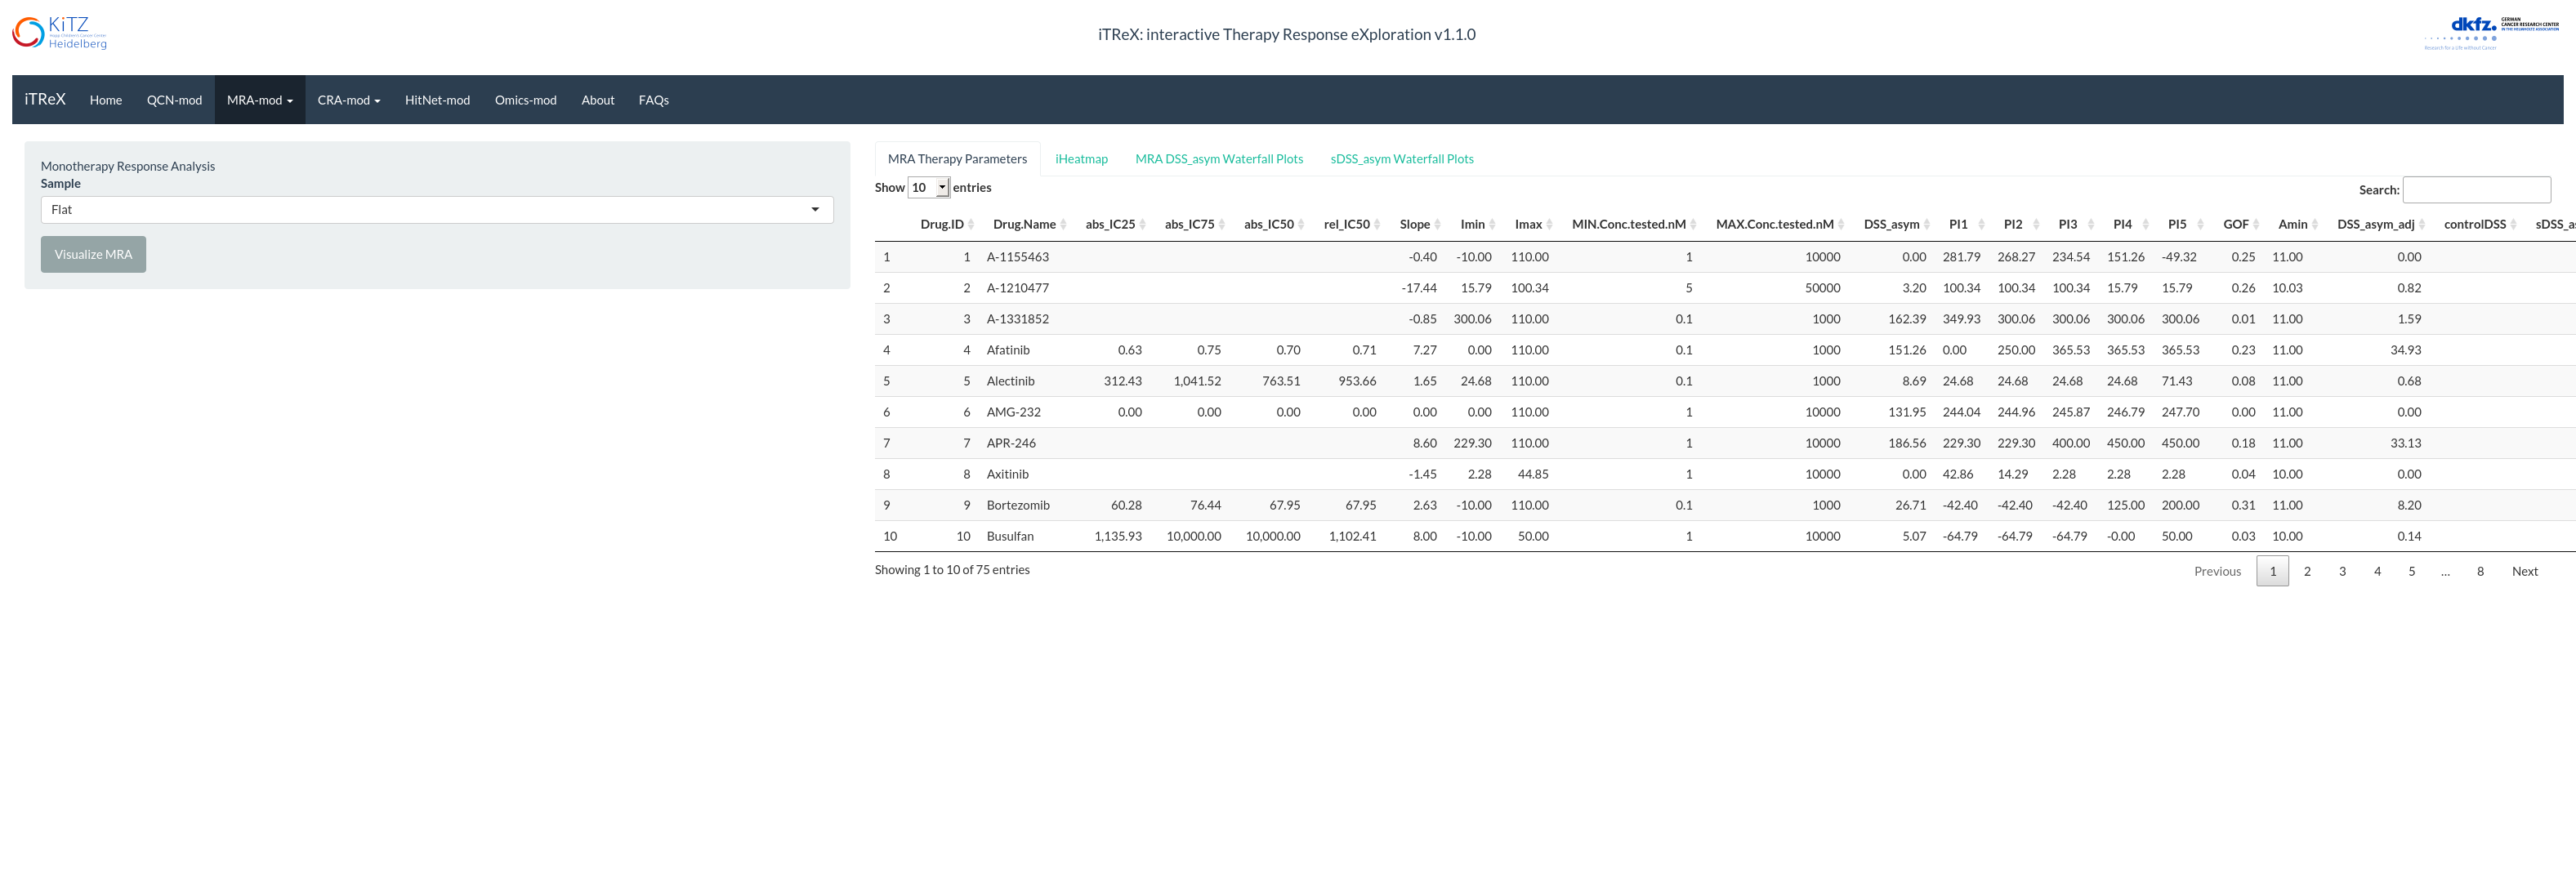 KiTZ
Hopp Children's Cancer Center
Heidelberg
iTReX: interactive Therapy Response eXploration v1.1.0
dkfz.
GERMAN
CANCER RESEARCH CENTER
IN THE HELMHOLTZ ASSOCIATION
Research for a Life without Cancer
iTReX Home QCN-mod MRA-mod CRA-mod HitNet-mod Omics-mod About FAQs
Monotherapy Response Analysis
Sample
Flat
Visualize MRA
MRA Therapy Parameters iHeatmap MRA DSS_asym Waterfall Plots sDSS_asym Waterfall Plots
Show 10 entries Search:
Drug.ID Drug.Name abs_IC25 abs_IC75 abs_IC50 rel_IC50 Slope Imin Imax MIN.Conc.tested.nM MAX.Conc.tested.nM DSS_asym PI1 PI2 PI3 PI4 PI5 GOF Amin DSS_asym_adj controlDSS
1 1 A-1155463 -0.40 -10.00 110.00 1 10000 0.00 281.79 268.27 234.54 151.26 -49.32 0.25 11.00 0.00
2 2 A-1210477 -17.44 15.79 100.34 5 50000 3.20 100.34 100.34 100.34 15.79 15.79 0.26 10.03 0.82
3 3 A-1331852 -0.85 300.06 110.00 0.1 1000 162.39 349.93 300.06 300.06 300.06 300.06 0.01 11.00 1.59
4 4 Afatinib 0.63 0.75 0.70 0.71 7.27 0.00 110.00 0.1 1000 151.26 0.00 250.00 365.53 365.53 365.53 0.23 11.00 34.93
5 5 Alectinib 312.43 1,041.52 763.51 953.66 1.65 24.68 110.00 0.1 1000 8.69 24.68 24.68 24.68 24.68 71.43 0.08 11.00 0.68
6 6 AMG-232 0.00 0.00 0.00 0.00 0.00 0.00 110.00 1 10000 131.95 244.04 244.96 245.87 246.79 247.70 0.00 11.00 0.00
7 7 APR-246 8.60 229.30 110.00 1 10000 186.56 229.30 229.30 400.00 450.00 450.00 0.18 11.00 33.13
8 8 Axitinib -1.45 2.28 44.85 1 10000 0.00 42.86 14.29 2.28 2.28 2.28 0.04 10.00 0.00
9 9 Bortezomib 60.28 76.44 67.95 67.95 2.63 -10.00 110.00 0.1 1000 26.71 -42.40 -42.40 -42.40 125.00 200.00 0.31 11.00 8.20
10 10 Busulfan 1,135.93 10,000.00 10,000.00 1,102.41 8.00 -10.00 50.00 1 10000 5.07 -64.79 -64.79 -64.79 -0.00 50.00 0.03 10.00 0.14
Showing 1 to 10 of 75 entries Previous 1 2 3 4 5 … 8 Next